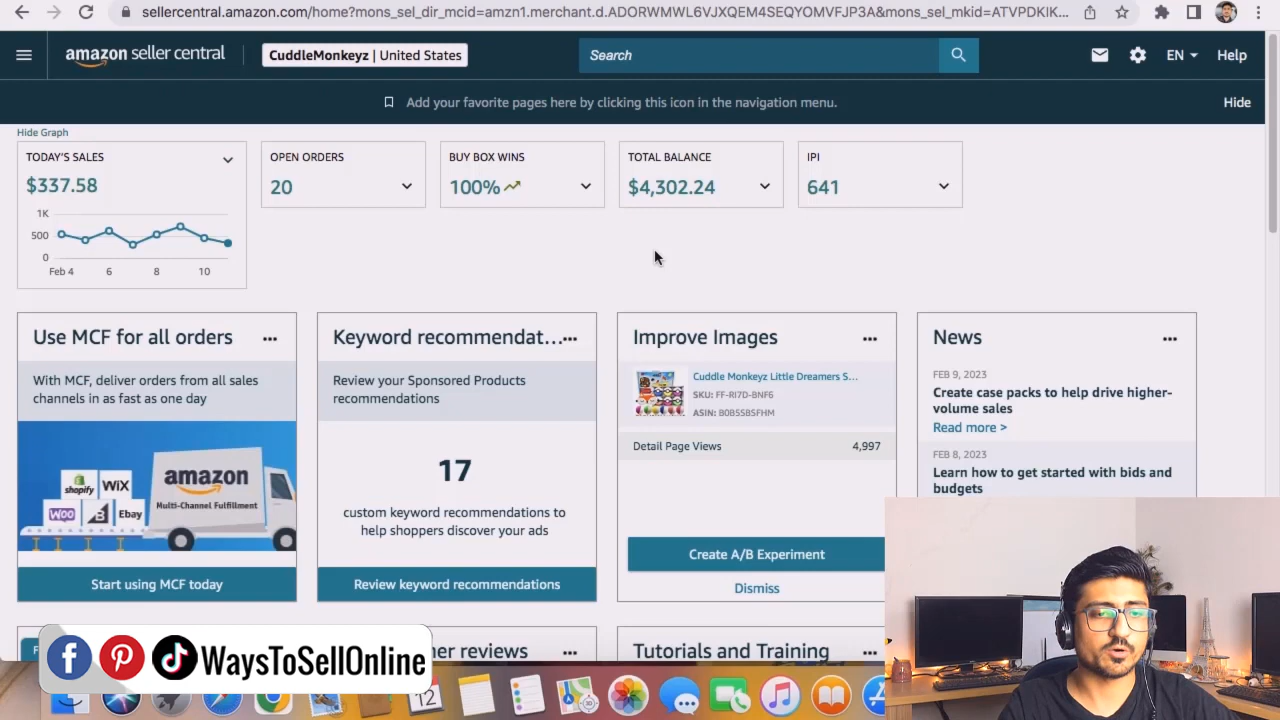 sellercentral.amazon.com/home?mons_sel_dir_mcid=amzn1.merchant.d.ADORWMWL6VJXQEM4SEQYOMVFJP3A&mons_sel_mkid=ATVPDKIK...
amazon seller central
CuddleMonkeyz | United States
Search
EN
Help
Add your favorite pages here by clicking this icon in the navigation menu.
Hide
Hide Graph
TODAY'S SALES
$337.58
1K
500
0
Feb 4 6 8 10
OPEN ORDERS
20
BUY BOX WINS
100%
TOTAL BALANCE
$4,302.24
IPI
641
Use MCF for all orders
With MCF, deliver orders from all sales
channels in as fast as one day
shopify
WiX
WOO
Ebay
amazon
Multi-Channel Fulfillment
Start using MCF today
Keyword recommendat...
Review your Sponsored Products
recommendations
17
custom keyword recommendations to
help shoppers discover your ads
Review keyword recommendations
Improve Images
Cuddle Monkeyz Little Dreamers S...
SKU: FF-RI7D-BNF6
ASIN: B0B5SBSFHM
Detail Page Views 4,997
Create A/B Experiment
Dismiss
News
FEB 9, 2023
Create case packs to help drive higher-
volume sales
Read more >
FEB 8, 2023
Learn how to get started with bids and
budgets
F
er reviews
Tutorials and Training
WaysToSellOnline
12